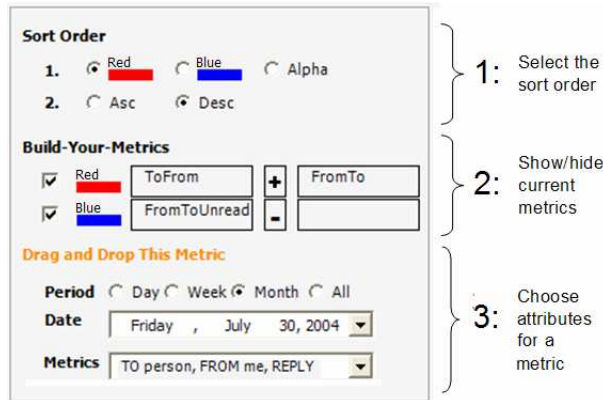 Sort Order
1. Red Blue Alpha
2. Asc Desc
1: Select the
sort order
Build-Your-Metrics
Red ToFrom + FromTo
Blue FromToUnread -
2: Show/hide
current
metrics
Drag and Drop This Metric
Period Day Week Month All
Date Friday , July 30, 2004
Metrics TO person, FROM me, REPLY
3: Choose
attributes
for a
metric